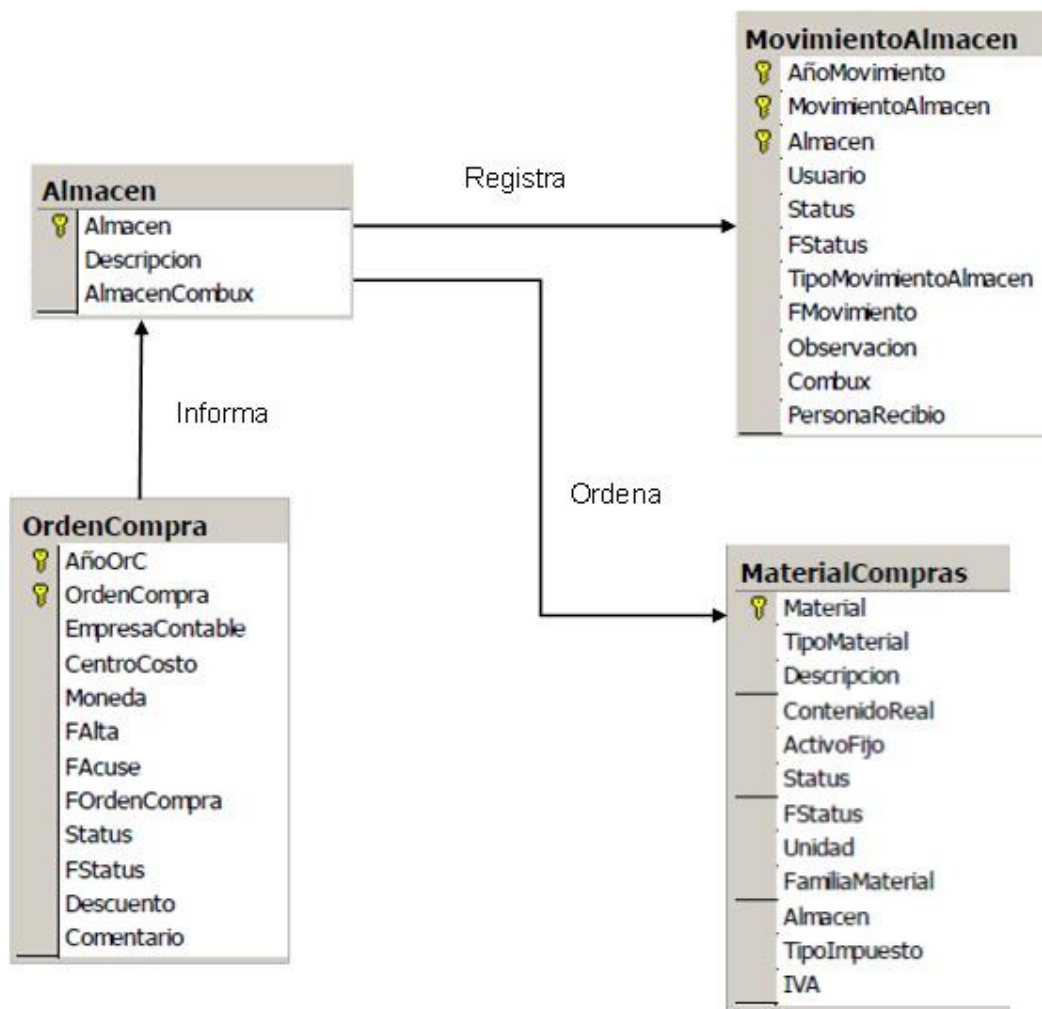 MovimientoAlmacen
AñoMovimiento
MovimientoAlmacen
Almacen
Usuario
Status
FStatus
TipoMovimientoAlmacen
FMovimiento
Observacion
Combux
PersonaRecibio
Registra
Almacen
Almacen
Descripcion
AlmacenCombux
Informa
Ordena
OrdenCompra
AñoOrC
OrdenCompra
EmpresaContable
CentroCosto
Moneda
FAlta
FAcuse
FOrdenCompra
Status
FStatus
Descuento
Comentario
MaterialCompras
Material
TipoMaterial
Descripcion
ContenidoReal
ActivoFijo
Status
FStatus
Unidad
FamiliaMaterial
Almacen
TipoImpuesto
IVA